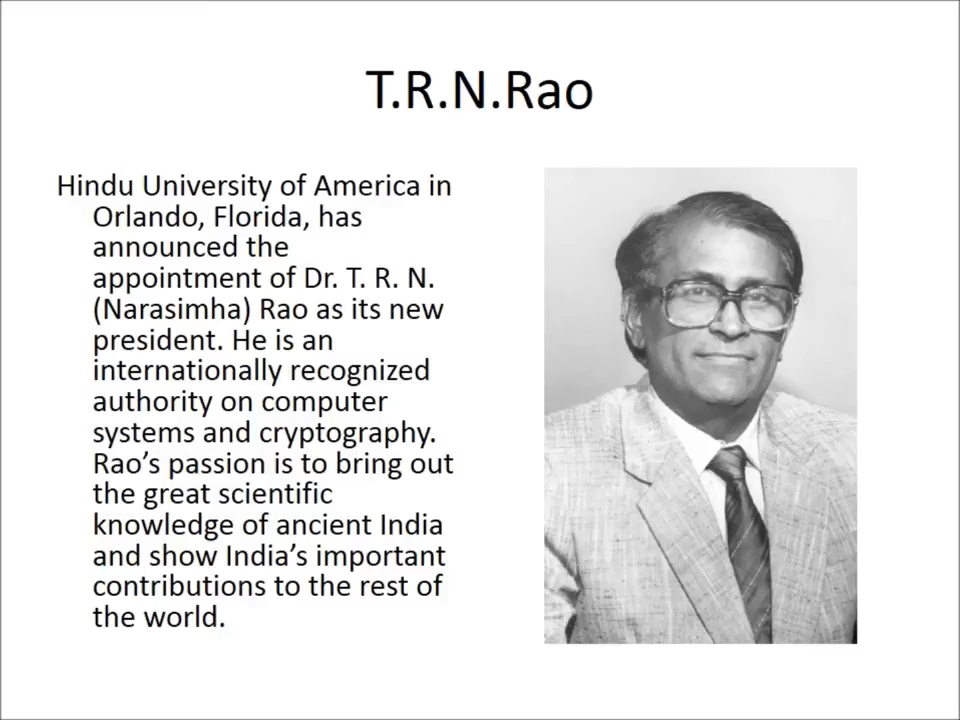 T.R.N.Rao
Hindu University of America in
Orlando, Florida, has
announced the
appointment of Dr. T. R. N.
(Narasimha) Rao as its new
president. He is an
internationally recognized
authority on computer
systems and cryptography.
Rao’s passion is to bring out
the great scientific
knowledge of ancient India
and show India’s important
contributions to the rest of
the world.